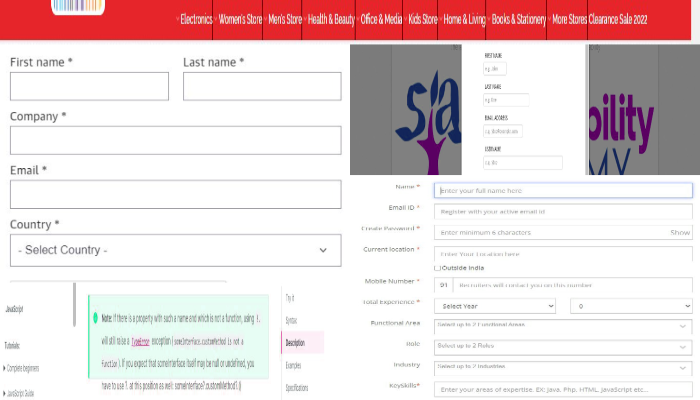 Electronics Women's Store Men's Store Health & Beauty Office & Media Kids Store Home & Living Books & Stationery More Stores Clearance Sale 2022
First name * Last name *
Company *
Email *
Country *
- Select Country -
FIRST NAME
LAST NAME
EMAIL ADDRESS
USERNAME
bility
MY
Name *
Enter your full name here
Email ID *
Register with your active email id
Create Password *
Enter minimum 6 characters
Show
Current location *
Enter Your Location here
Outside India
Mobile Number *
91 Recruiters will contact you on this number
Total Experience *
Select Year
0
Functional Area
Select up to 2 Functional Areas
Role
Select up to 2 Roles
Industry
Select up to 2 Industries
Keyskills*
Enter your areas of expertise. EX: Java, Php, HTML, JavaScript etc...
JavaScript
Tutorials:
Complete beginners
JavaScript Guide
Note: If there is a property with such a name and which is not a function, using ?.
will still raise a TypeError exception (someInterface.customMethod is not a
function). If you expect that someInterface itself may be null or undefined, you
have to use ?. at this position as well: someInterface?.customMethod?.()
Try it
Syntax
Description
Examples
Specifications